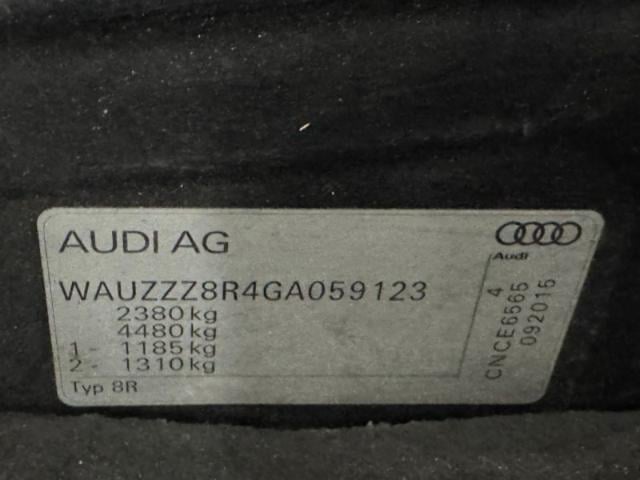 AUDI AG
Audi
WAUZZZ8R4GA059123
2380kg
4480kg
1 - 1185kg
2 - 1310kg
Typ 8R
4
CNCE6565
092015